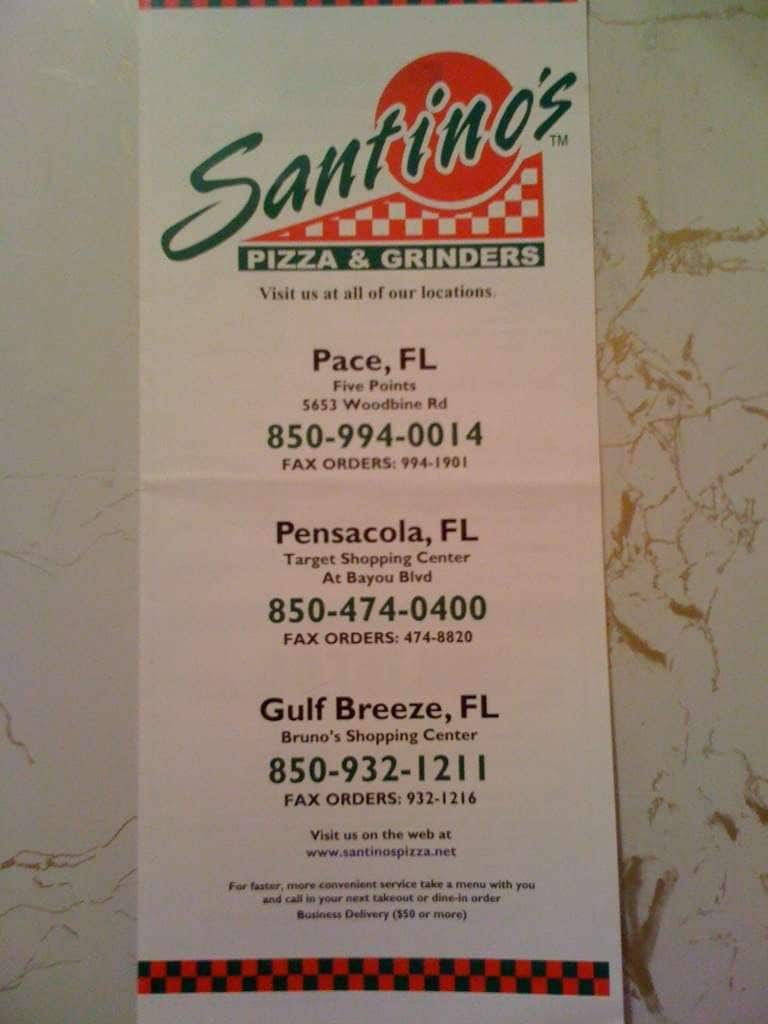 Santino's TM
PIZZA & GRINDERS
Visit us at all of our locations.
Pace, FL
Five Points
5653 Woodbine Rd
850-994-0014
FAX ORDERS: 994-1901
Pensacola, FL
Target Shopping Center
At Bayou Blvd
850-474-0400
FAX ORDERS: 474-8820
Gulf Breeze, FL
Bruno's Shopping Center
850-932-1211
FAX ORDERS: 932-1216
Visit us on the web at
www.santinospizza.net
For faster, more convenient service take a menu with you
and call in your next takeout or dine-in order
Business Delivery ($50 or more)